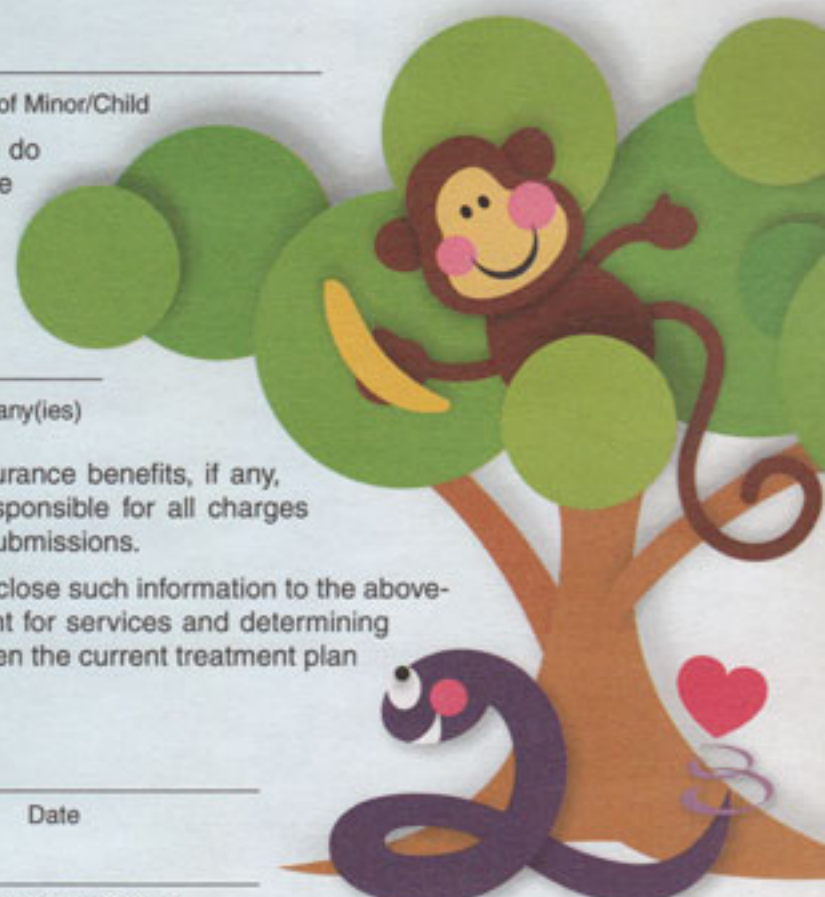 of Minor/Child
do
e
any(ies)
urance benefits, if any,
sponsible for all charges
ubmissions.
close such information to the above-
nt for services and determining
en the current treatment plan
Date